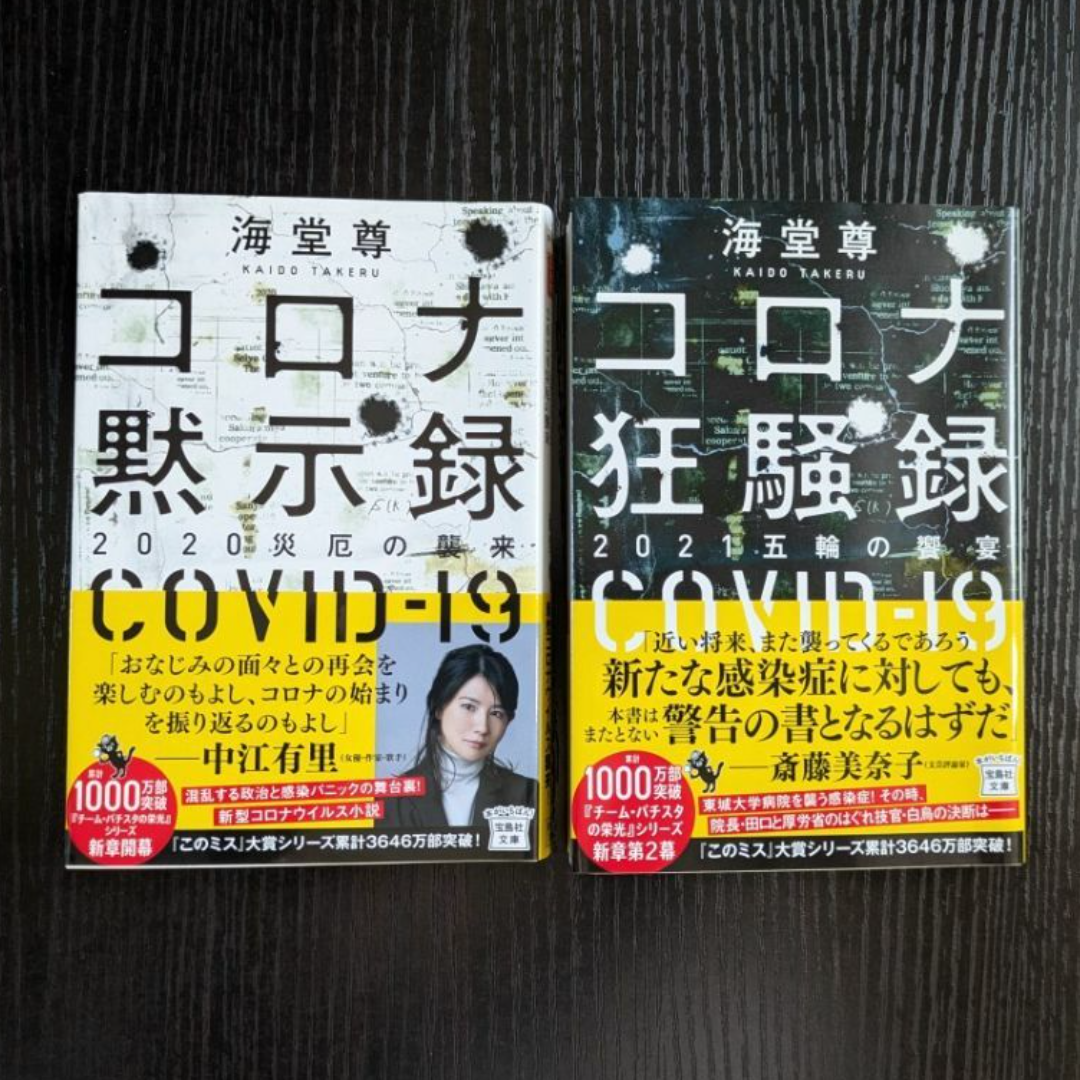 海堂尊
KAIDO TAKERU
コロナ
黙示録
2020災厄の襲来
COVID-19
「おなじみの面々との再会を
楽しむのもよし、コロナの始まり
を振り返るのもよし」
──中江有里(女優・作家・歌手)
累計
1000万部突破
『チーム・バチスタ
の栄光』シリーズ
新章開幕
混乱する政治と感染パニックの舞台裏!
新型コロナウイルス小説
宝島社
文庫
『このミス』大賞シリーズ累計3646万部突破!
海堂尊
KAIDO TAKERU
コロナ
狂騒録
2021五輪の饗宴
COVID-19
「近い将来、また襲ってくるであろう
新たな感染症に対しても、
本書は
またとない
警告の書となるはずだ」
──斎藤美奈子(文芸評論家)
累計
1000万部突破
『チーム・バチスタ
の栄光』シリーズ
新章第2幕
東城大学病院を襲う感染症!その時、
院長・田口と厚労省のはぐれ技官・白鳥の決断は──
宝島社
文庫
『このミス』大賞シリーズ累計3646万部突破!